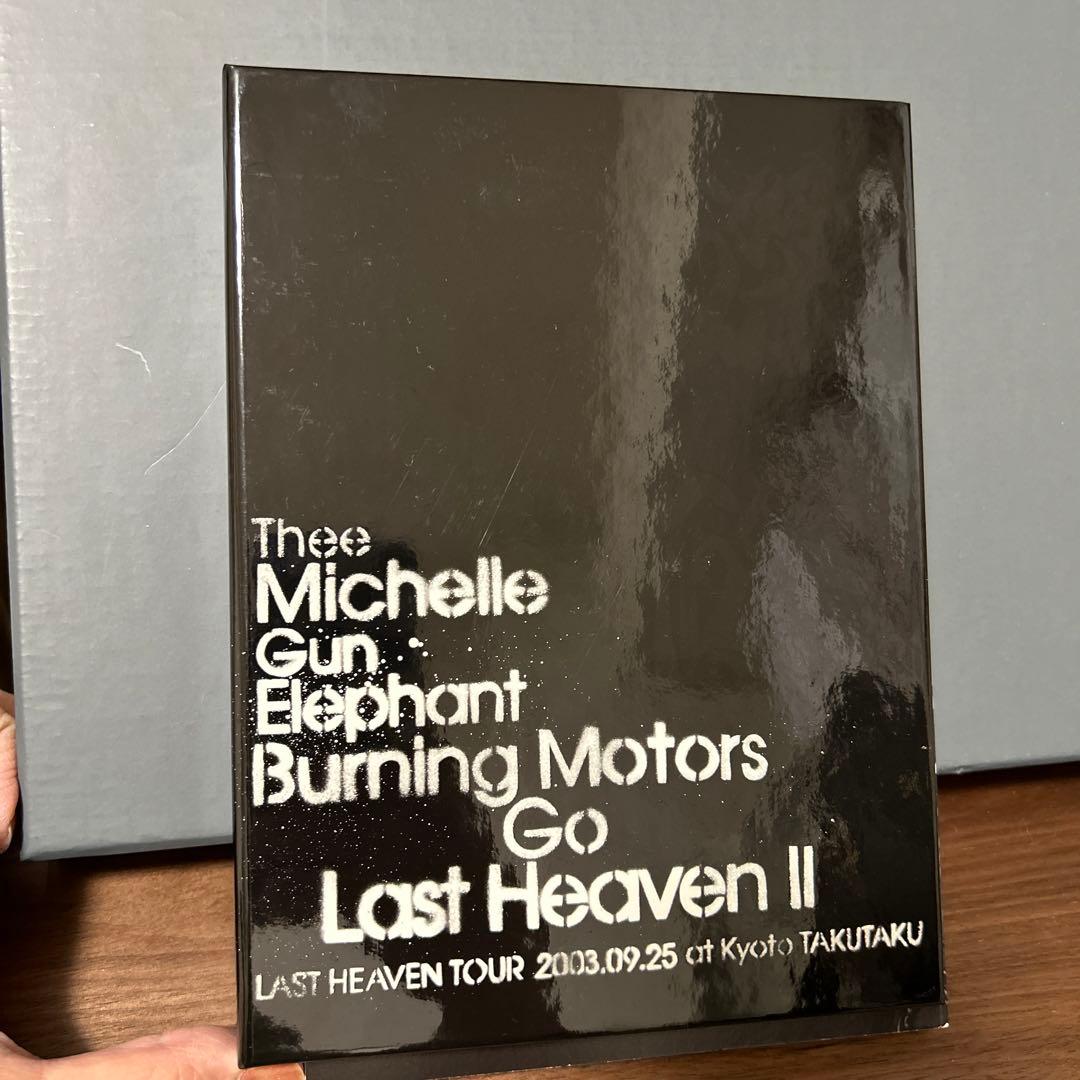 Thee
Michelle
Gun
Elephant
Burning Motors
Go
Last Heaven II
LAST HEAVEN TOUR 2003.09.25 at Kyoto TAKUTAKU